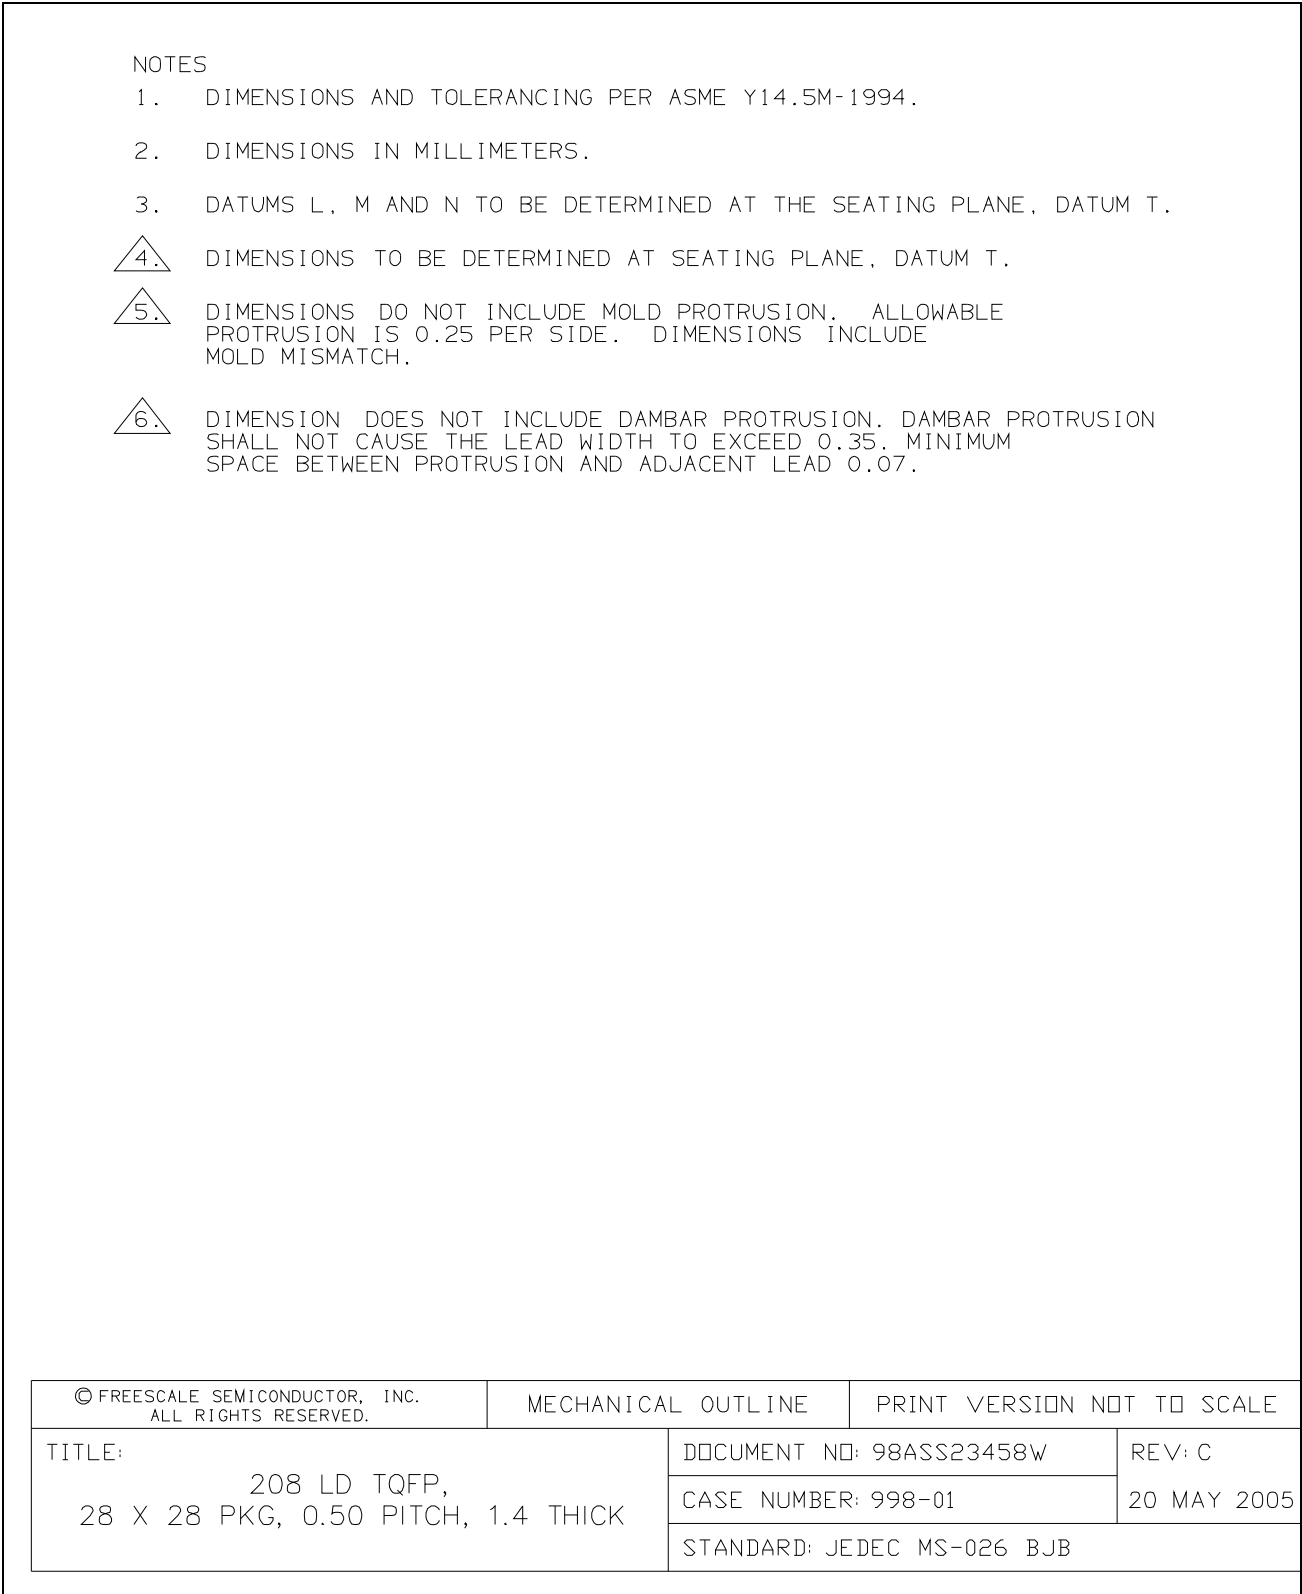 NOTES
1. DIMENSIONS AND TOLERANCING PER ASME Y14.5M-1994.
2. DIMENSIONS IN MILLIMETERS.
3. DATUMS L, M AND N TO BE DETERMINED AT THE SEATING PLANE, DATUM T.
4. DIMENSIONS TO BE DETERMINED AT SEATING PLANE, DATUM T.
5. DIMENSIONS DO NOT INCLUDE MOLD PROTRUSION. ALLOWABLE
PROTRUSION IS 0.25 PER SIDE. DIMENSIONS INCLUDE
MOLD MISMATCH.
6. DIMENSION DOES NOT INCLUDE DAMBAR PROTRUSION. DAMBAR PROTRUSION
SHALL NOT CAUSE THE LEAD WIDTH TO EXCEED 0.35. MINIMUM
SPACE BETWEEN PROTRUSION AND ADJACENT LEAD 0.07.
© FREESCALE SEMICONDUCTOR, INC.
ALL RIGHTS RESERVED.
MECHANICAL OUTLINE
PRINT VERSION NOT TO SCALE
TITLE:
208 LD TQFP,
28 X 28 PKG, 0.50 PITCH, 1.4 THICK
DOCUMENT NO: 98ASS23458W
REV: C
CASE NUMBER: 998-01
20 MAY 2005
STANDARD: JEDEC MS-026 BJB